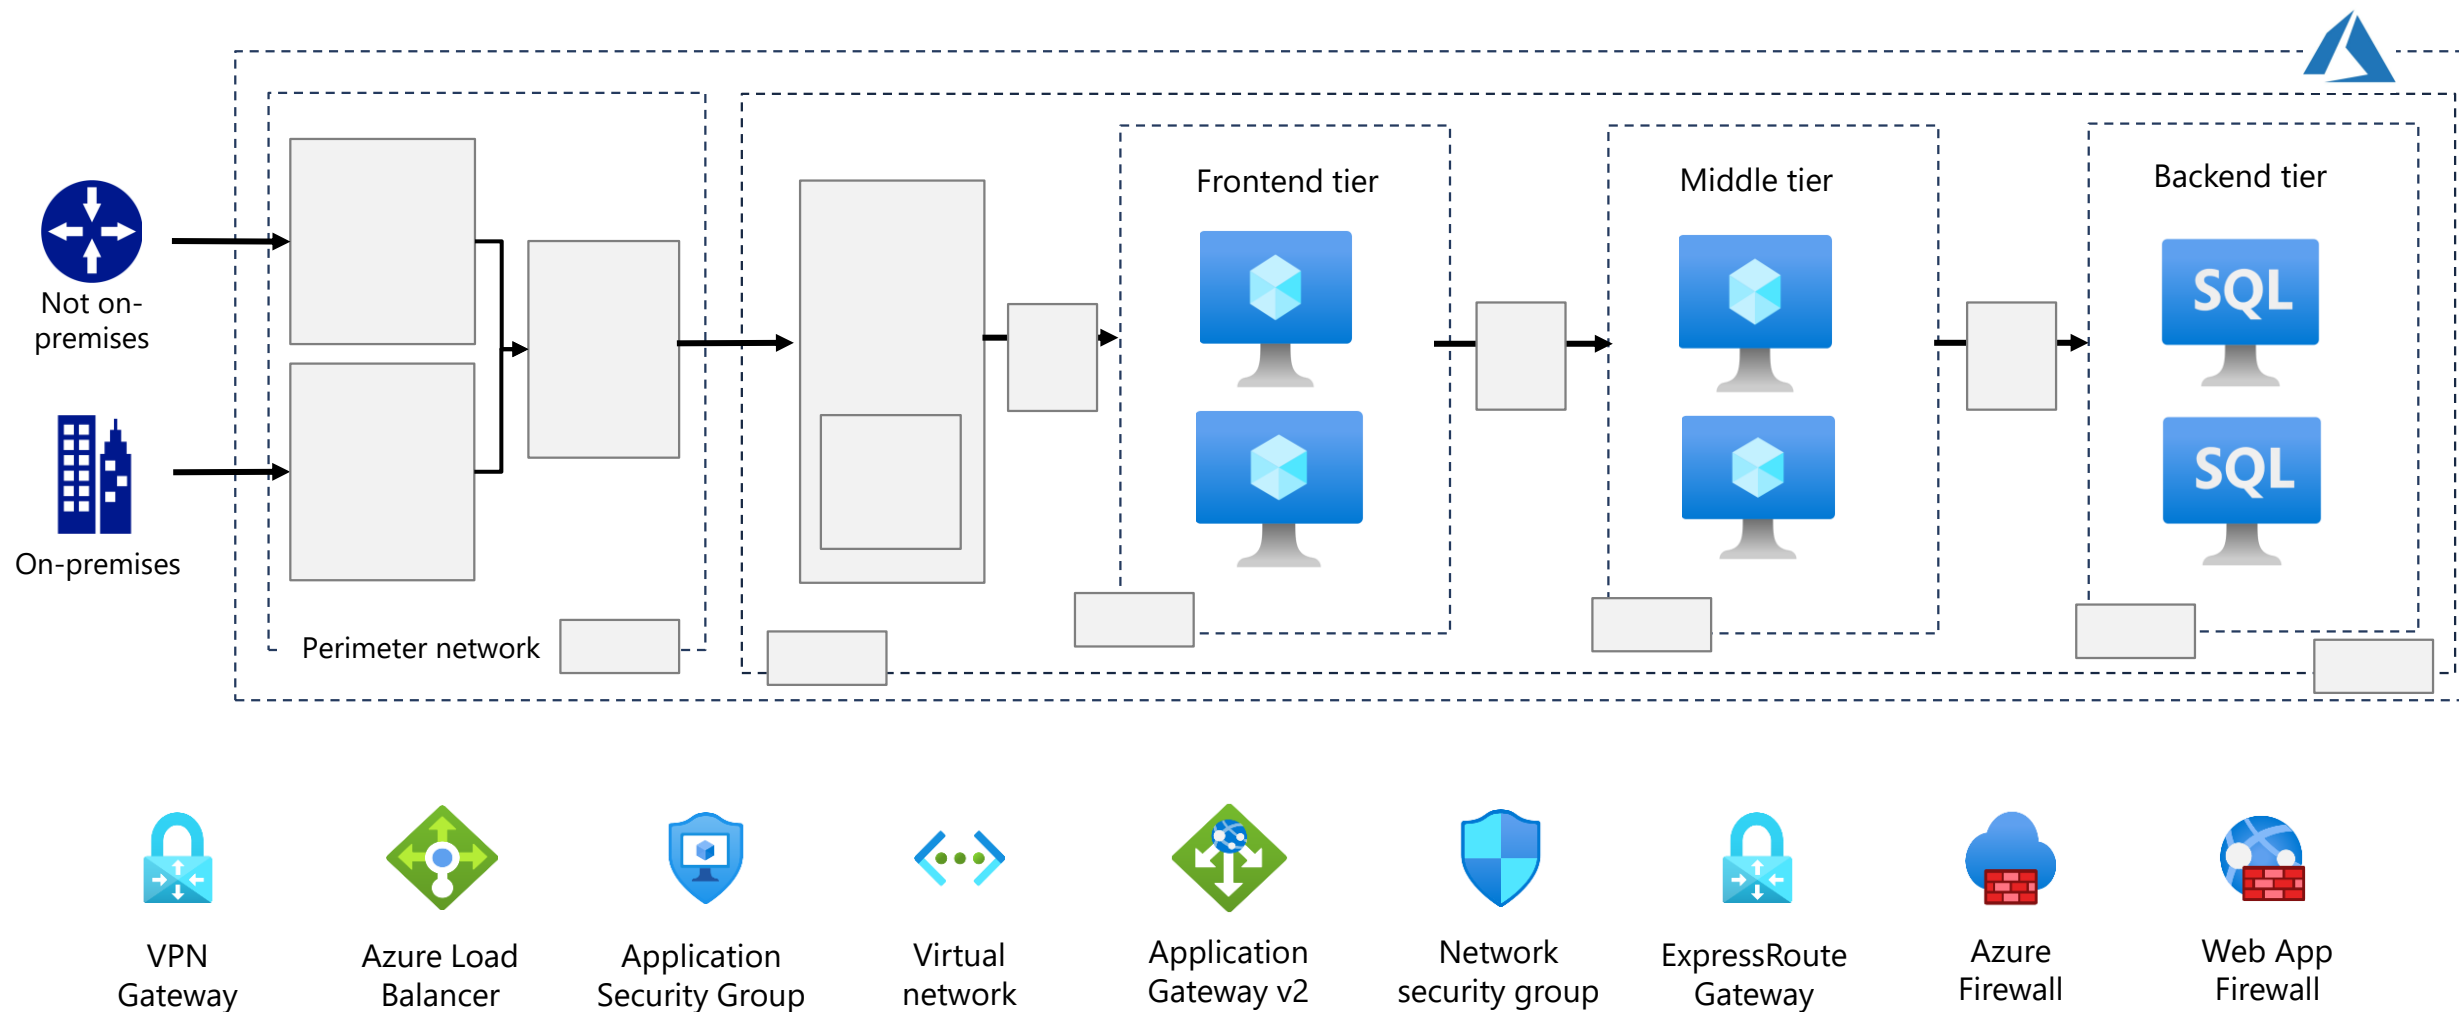 Frontend tier
Middle tier
Backend tier
SQL
SQL
Not on-
premises
On-premises
Perimeter network
VPN
Gateway
Azure Load
Balancer
Application
Security Group
Virtual
network
Application
Gateway v2
Network
security group
ExpressRoute
Gateway
Azure
Firewall
Web App
Firewall